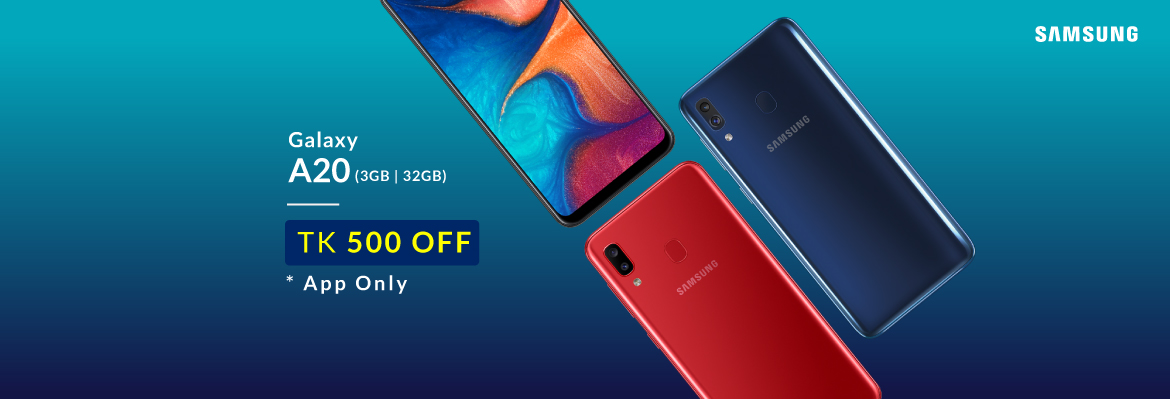 SAMSUNG
Galaxy
A20 (3GB | 32GB)
TK 500 OFF
* App Only
SAMSUNG
SAMSUNG